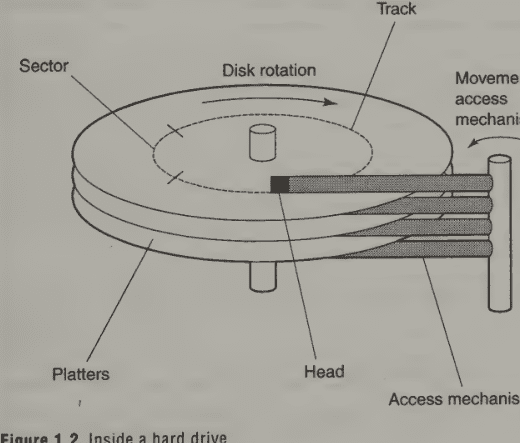 Track
Sector
Disk rotation
Moveme
access
mechanis
Platters
Head
Access mechanis
Figure 1.2 Inside a hard drive